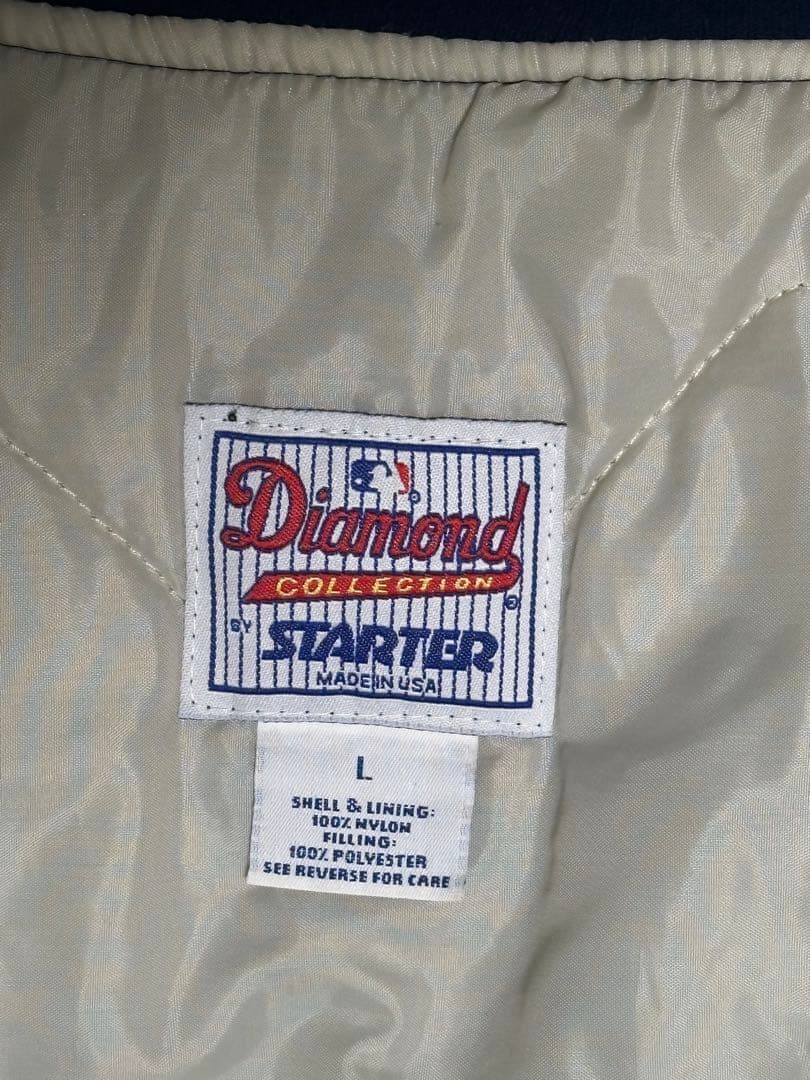 Diamond
COLLECTION
BY STARTER
MADE IN USA
L
SHELL & LINING:
100% NYLON
FILLING:
100% POLYESTER
SEE REVERSE FOR CARE